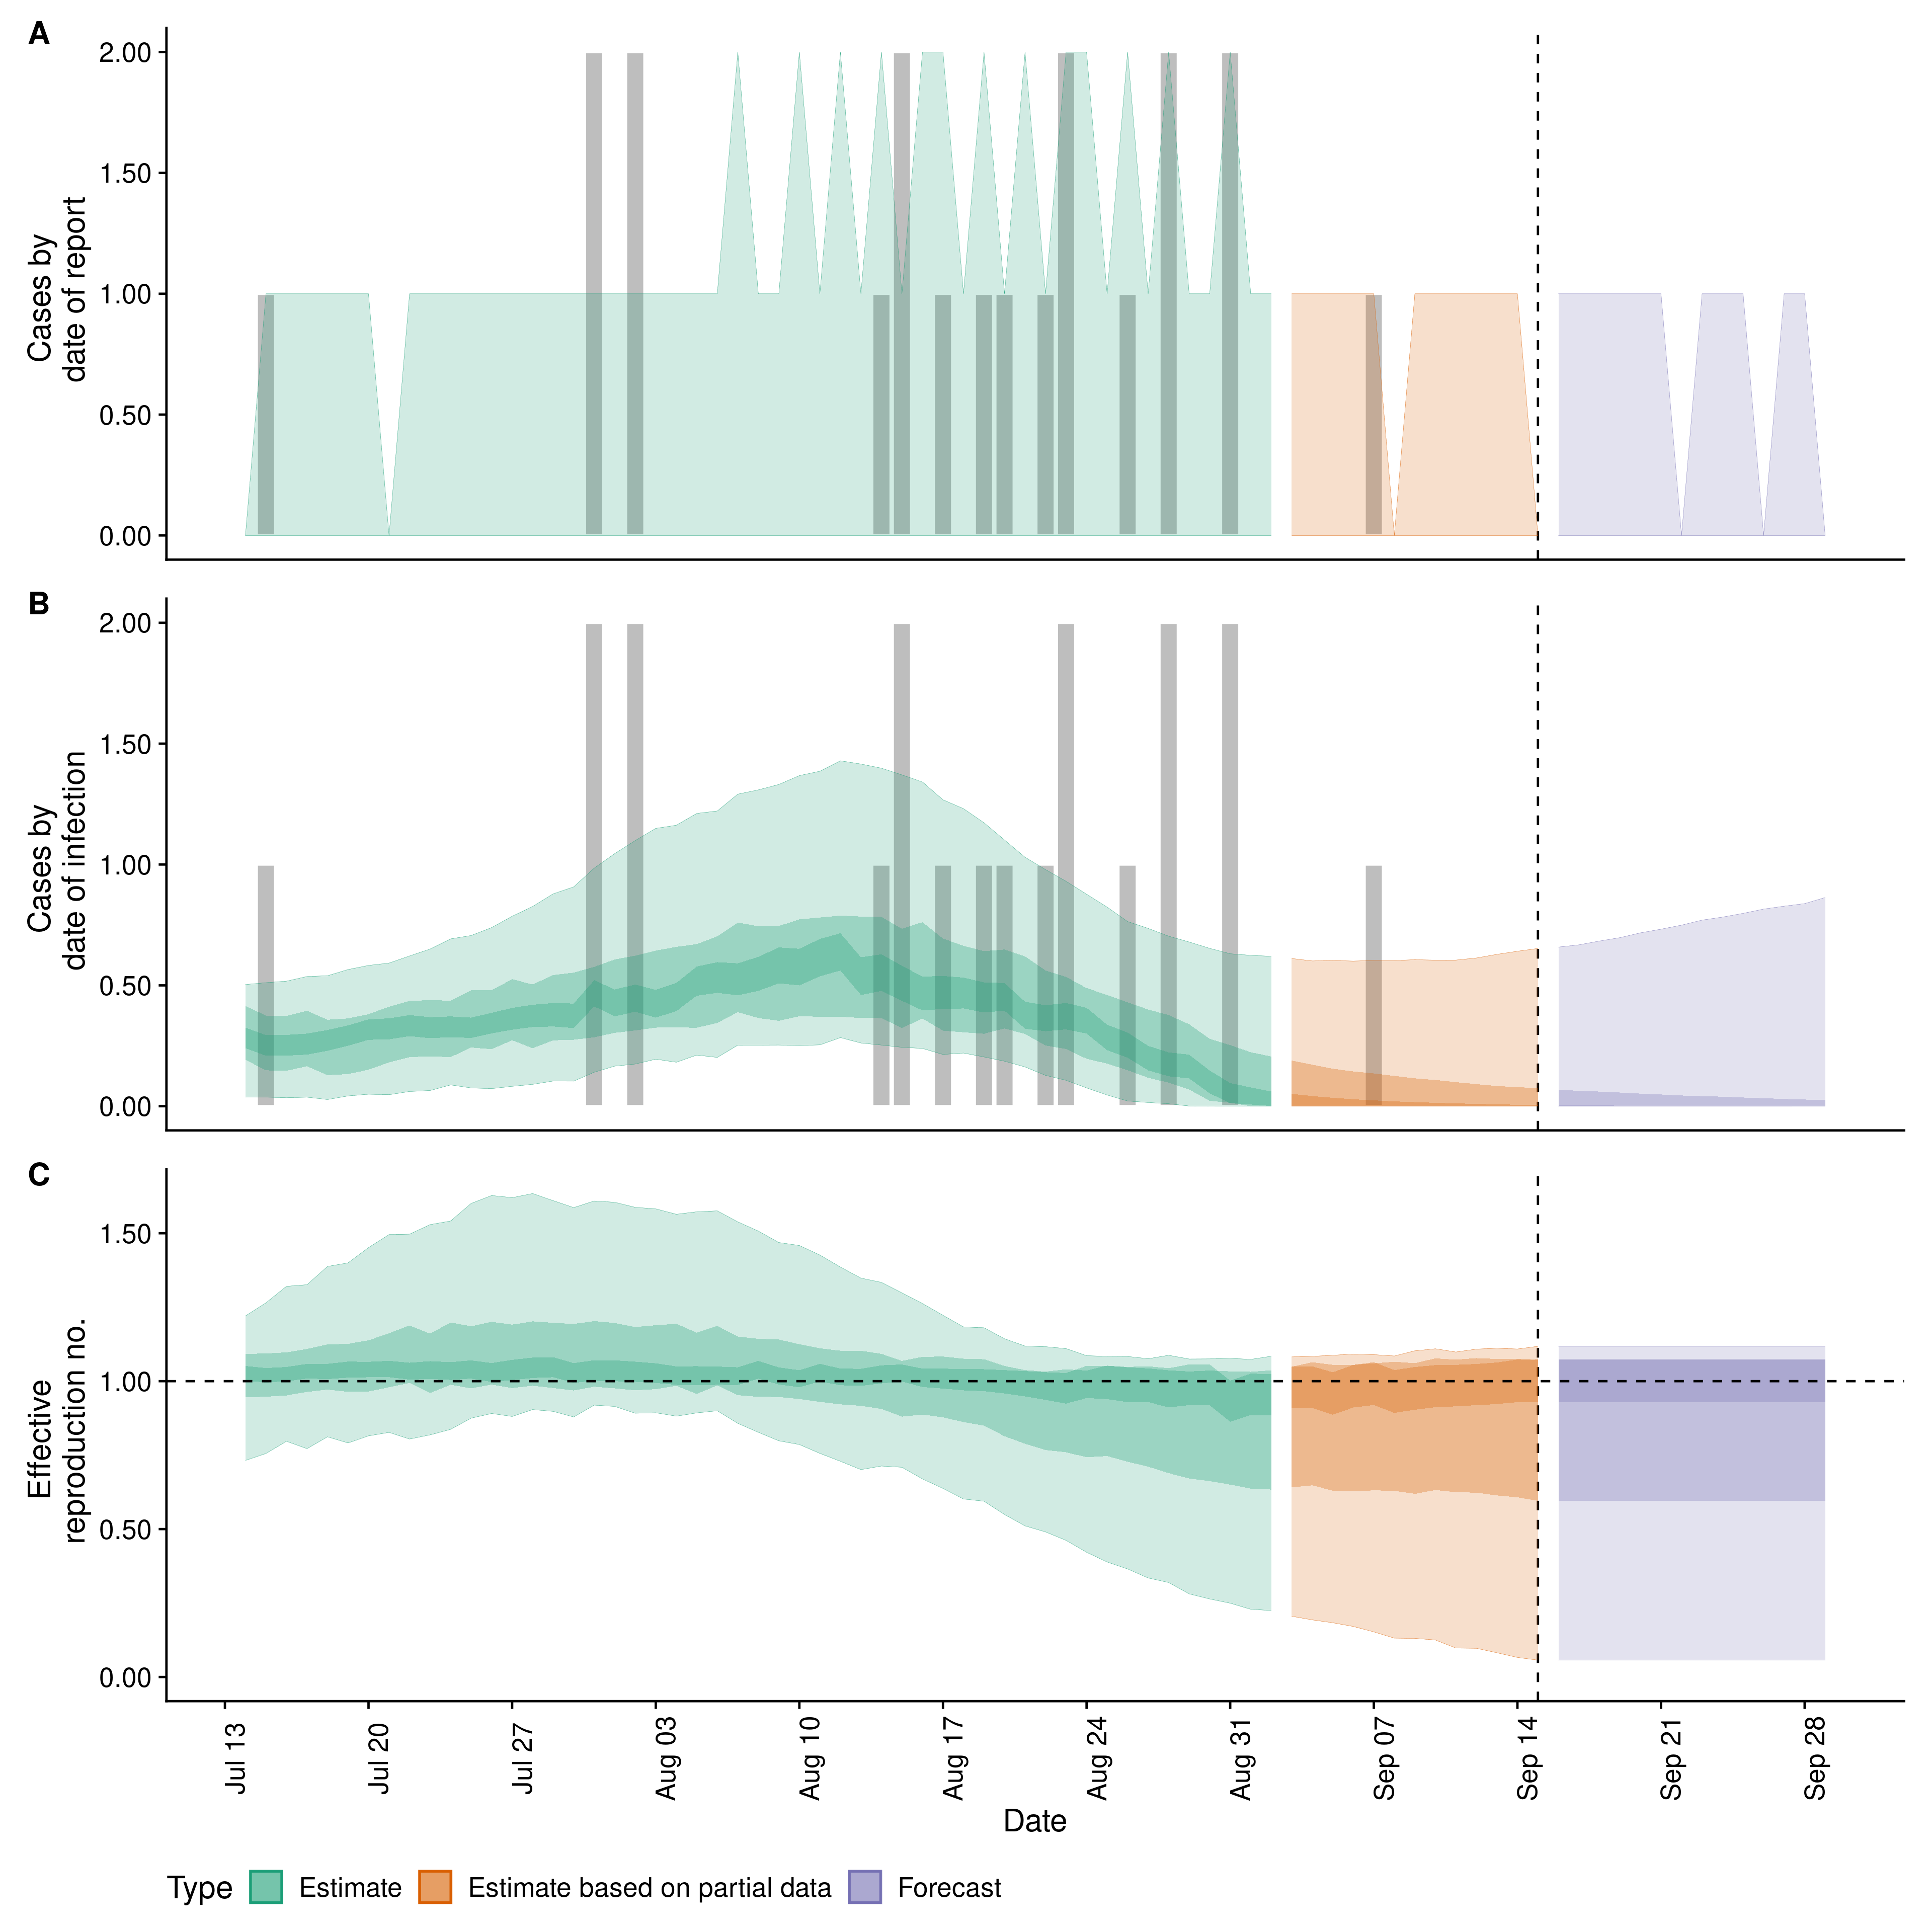 A
2.00
1.50
1.00
0.50
0.00
Cases by
date of report
B
2.00
1.50
1.00
0.50
0.00
Cases by
date of infection
C
1.50
1.00
0.50
0.00
Effective
reproduction no.
Jul 13
Jul 20
Jul 27
Aug 03
Aug 10
Aug 17
Aug 24
Aug 31
Sep 07
Sep 14
Sep 21
Sep 28
Date
Type Estimate Estimate based on partial data Forecast